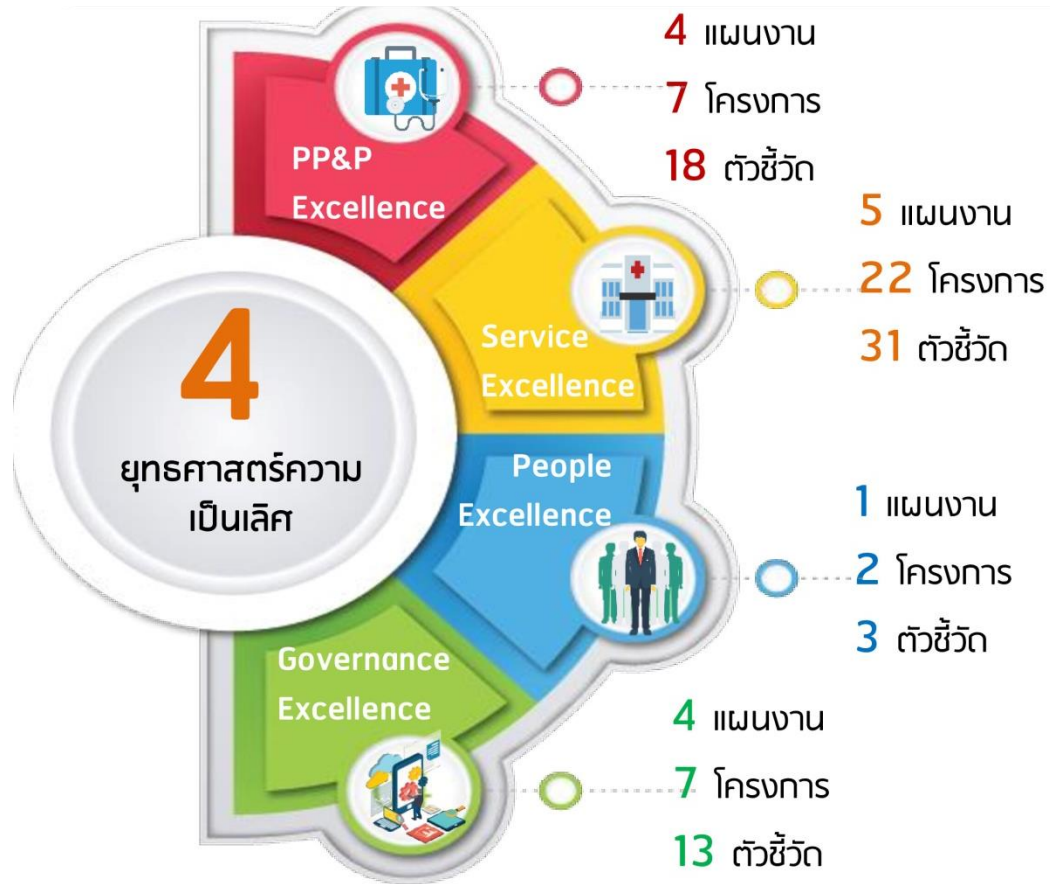 4 แผนงาน
7 โครงการ
18 ตัวชี้วัด
PP&P
Excellence
5 แผนงาน
22 โครงการ
31 ตัวชี้วัด
Service
Excellence
4
ยุทธศาสตร์ความ
เป็นเลิศ
People
Excellence
1 แผนงาน
2 โครงการ
3 ตัวชี้วัด
Governance
Excellence
4 แผนงาน
7 โครงการ
13 ตัวชี้วัด